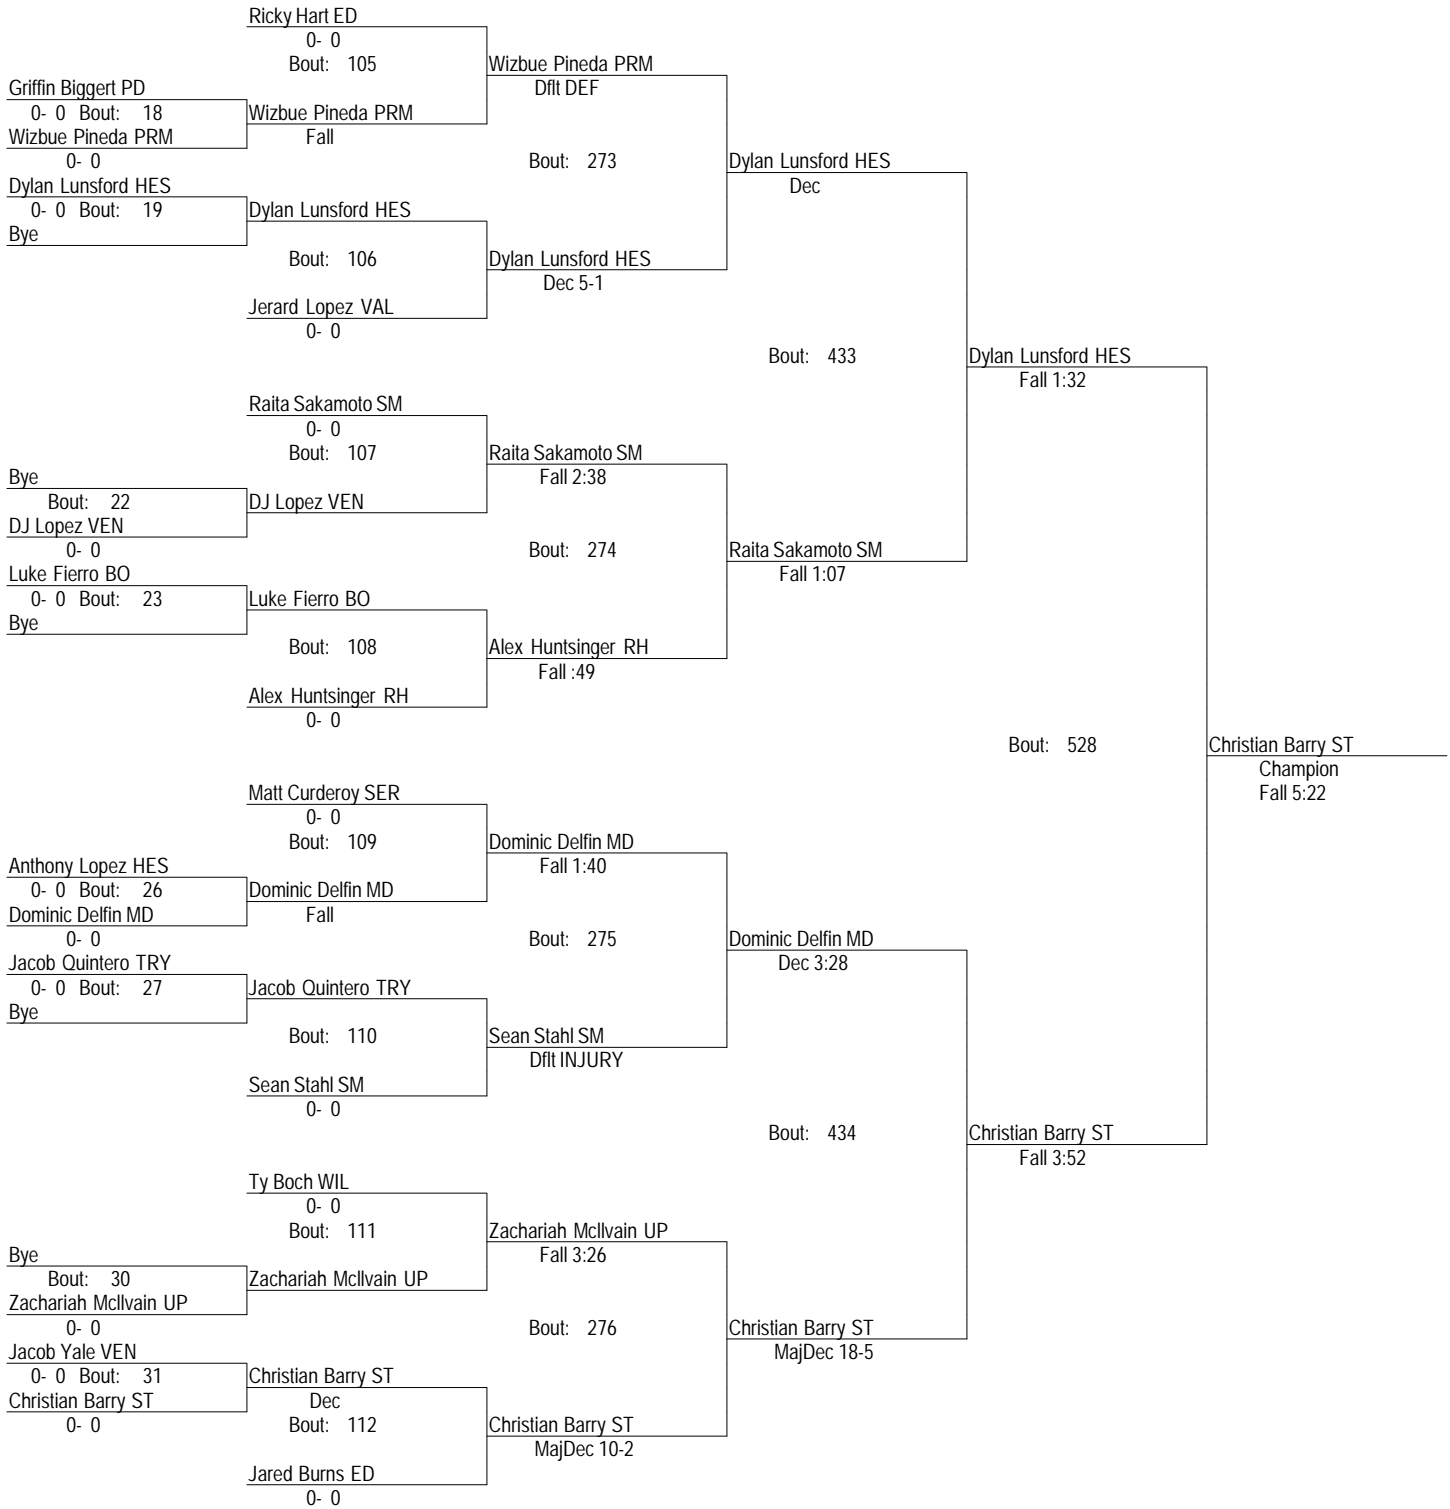 Ricky Hart ED
0- 0
Bout: 105
Wizbue Pineda PRM
Dflt DEF
Griffin Biggert PD
0- 0 Bout: 18
Wizbue Pineda PRM
Fall
Wizbue Pineda PRM
0- 0
Bout: 273
Dylan Lunsford HES
Dec
Dylan Lunsford HES
0- 0 Bout: 19
Dylan Lunsford HES
Bye
Bout: 106
Dylan Lunsford HES
Dec 5-1
Jerard Lopez VAL
0- 0
Bout: 433
Dylan Lunsford HES
Fall 1:32
Raita Sakamoto SM
0- 0
Bout: 107
Raita Sakamoto SM
Fall 2:38
Bye
Bout: 22
DJ Lopez VEN
DJ Lopez VEN
0- 0
Bout: 274
Raita Sakamoto SM
Fall 1:07
Luke Fierro BO
0- 0 Bout: 23
Luke Fierro BO
Bye
Bout: 108
Alex Huntsinger RH
Fall :49
Alex Huntsinger RH
0- 0
Bout: 528
Christian Barry ST
Champion
Fall 5:22
Matt Curderoy SER
0- 0
Bout: 109
Dominic Delfin MD
Fall 1:40
Anthony Lopez HES
0- 0 Bout: 26
Dominic Delfin MD
Fall
Dominic Delfin MD
0- 0
Bout: 275
Dominic Delfin MD
Dec 3:28
Jacob Quintero TRY
0- 0 Bout: 27
Jacob Quintero TRY
Bye
Bout: 110
Sean Stahl SM
Dflt INJURY
Sean Stahl SM
0- 0
Bout: 434
Christian Barry ST
Fall 3:52
Ty Boch WIL
0- 0
Bout: 111
Zachariah McIlvain UP
Fall 3:26
Bye
Bout: 30
Zachariah McIlvain UP
Zachariah McIlvain UP
0- 0
Bout: 276
Christian Barry ST
MajDec 18-5
Jacob Yale VEN
0- 0 Bout: 31
Christian Barry ST
Dec
Christian Barry ST
0- 0
Bout: 112
Christian Barry ST
MajDec 10-2
Jared Burns ED
0- 0